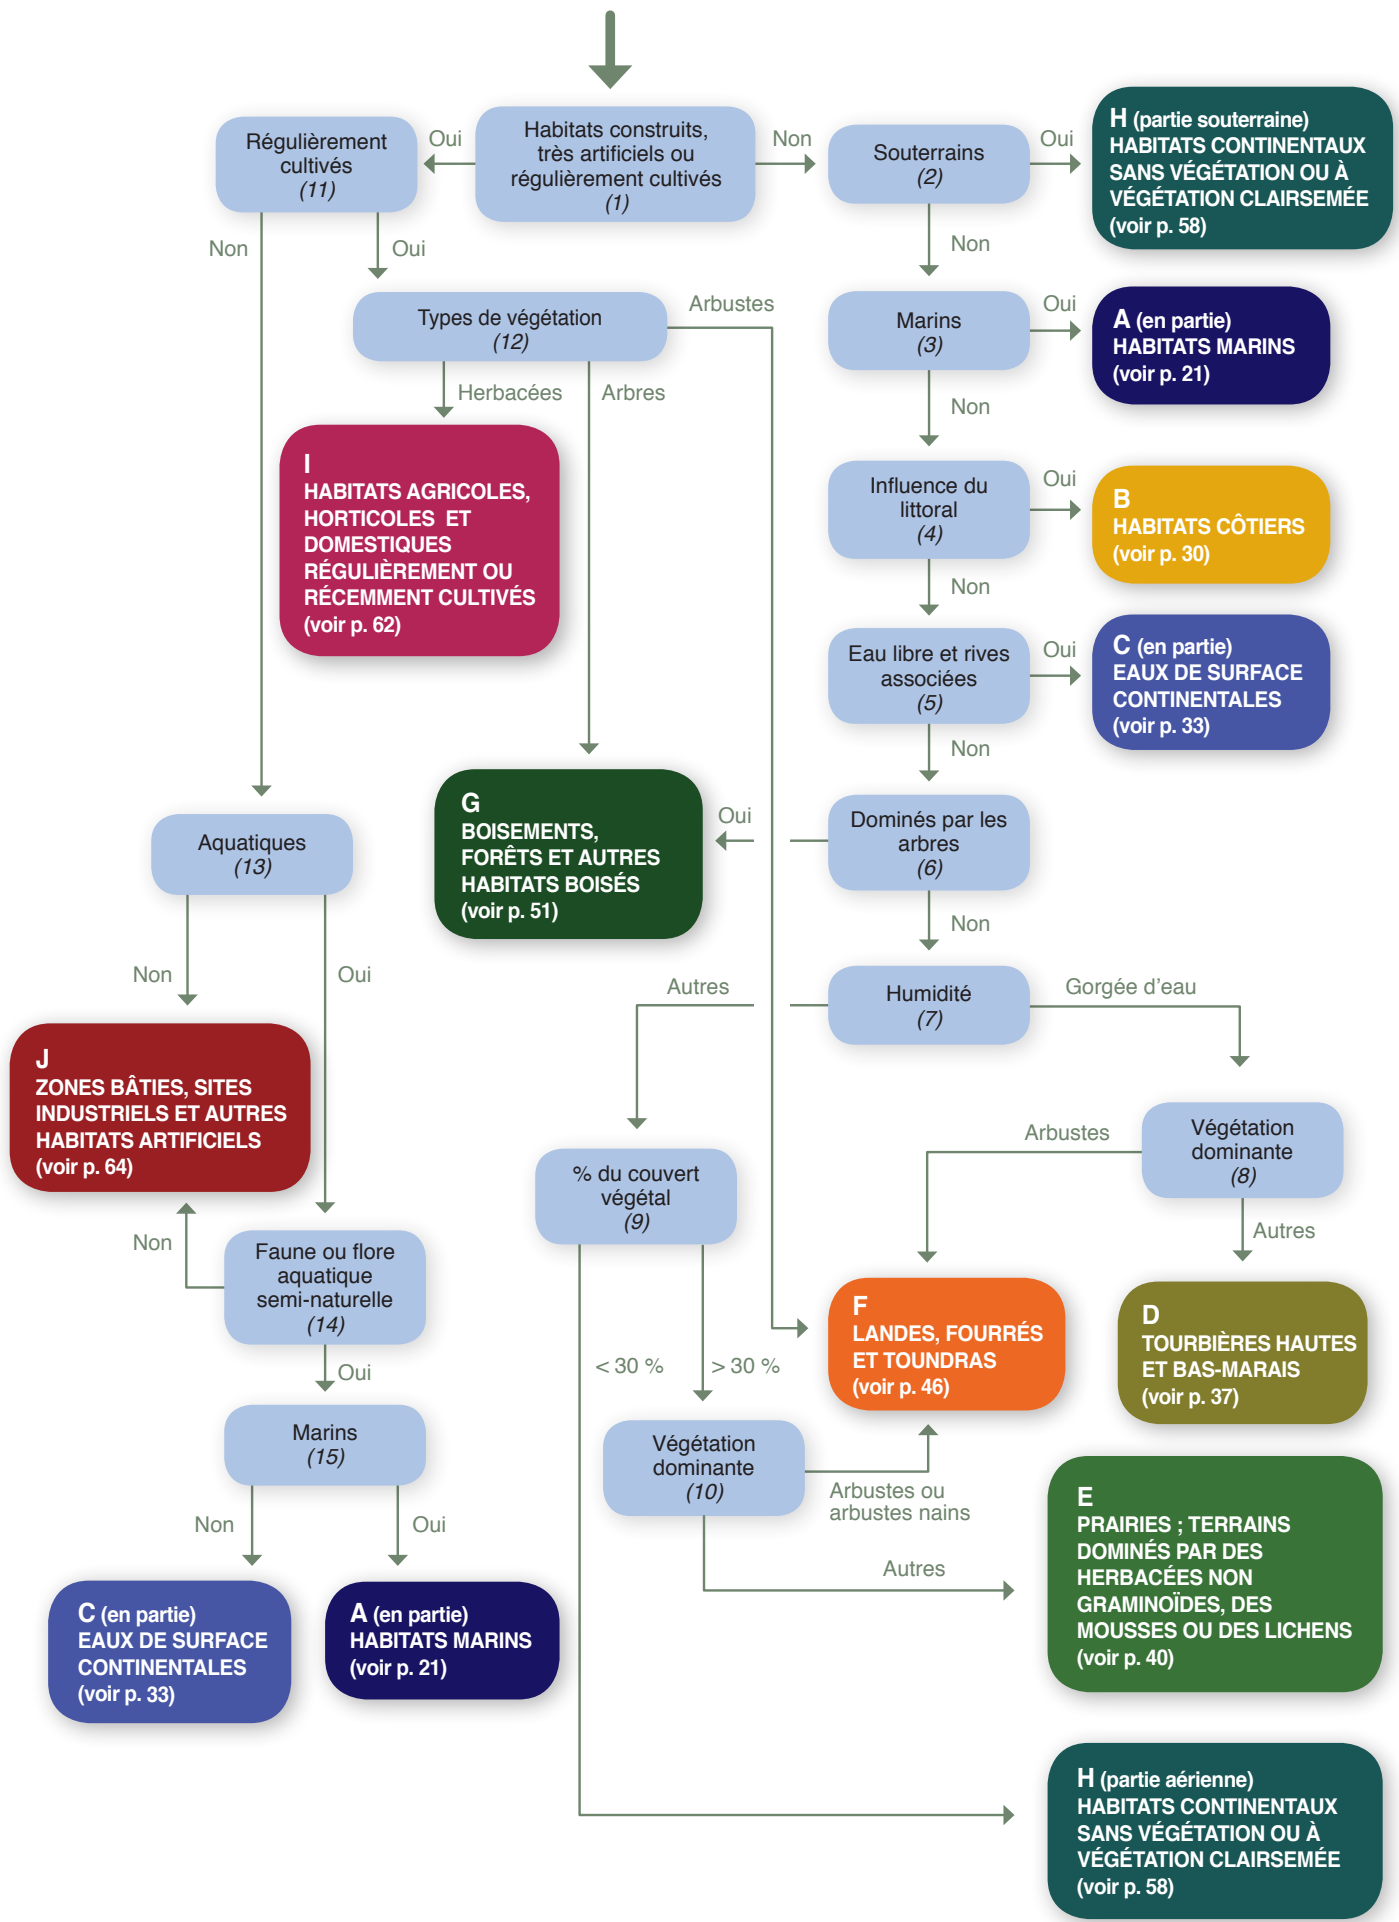 Habitats construits,
très artificiels ou
régulièrement cultivés
(1)
Oui
Non
Régulièrement
cultivés
(11)
Souterrains
(2)
Oui
H (partie souterraine)
HABITATS CONTINENTAUX
SANS VÉGÉTATION OU À
VÉGÉTATION CLAIRSEMÉE
(voir p. 58)
Non
Oui
Non
Types de végétation
(12)
Arbustes
Herbacées
Arbres
Marins
(3)
Oui
A (en partie)
HABITATS MARINS
(voir p. 21)
Non
I
HABITATS AGRICOLES,
HORTICOLES ET
DOMESTIQUES
RÉGULIÈREMENT OU
RÉCEMMENT CULTIVÉS
(voir p. 62)
Influence du
littoral
(4)
Oui
B
HABITATS CÔTIERS
(voir p. 30)
Non
Eau libre et rives
associées
(5)
Oui
C (en partie)
EAUX DE SURFACE
CONTINENTALES
(voir p. 33)
Non
G
BOISEMENTS,
FORÊTS ET AUTRES
HABITATS BOISÉS
(voir p. 51)
Oui
Dominés par les
arbres
(6)
Non
Aquatiques
(13)
Non
Oui
Autres
Humidité
(7)
Gorgée d'eau
J
ZONES BÂTIES, SITES
INDUSTRIELS ET AUTRES
HABITATS ARTIFICIELS
(voir p. 64)
% du couvert
végétal
(9)
Arbustes
Végétation
dominante
(8)
Autres
Non
Faune ou flore
aquatique
semi-naturelle
(14)
Oui
< 30 %
> 30 %
F
LANDES, FOURRÉS
ET TOUNDRAS
(voir p. 46)
D
TOURBIÈRES HAUTES
ET BAS-MARAIS
(voir p. 37)
Marins
(15)
Non
Oui
Végétation
dominante
(10)
Arbustes ou
arbustes nains
Autres
E
PRAIRIES ; TERRAINS
DOMINÉS PAR DES
HERBACÉES NON
GRAMINOÏDES, DES
MOUSSES OU DES LICHENS
(voir p. 40)
C (en partie)
EAUX DE SURFACE
CONTINENTALES
(voir p. 33)
A (en partie)
HABITATS MARINS
(voir p. 21)
H (partie aérienne)
HABITATS CONTINENTAUX
SANS VÉGÉTATION OU À
VÉGÉTATION CLAIRSEMÉE
(voir p. 58)